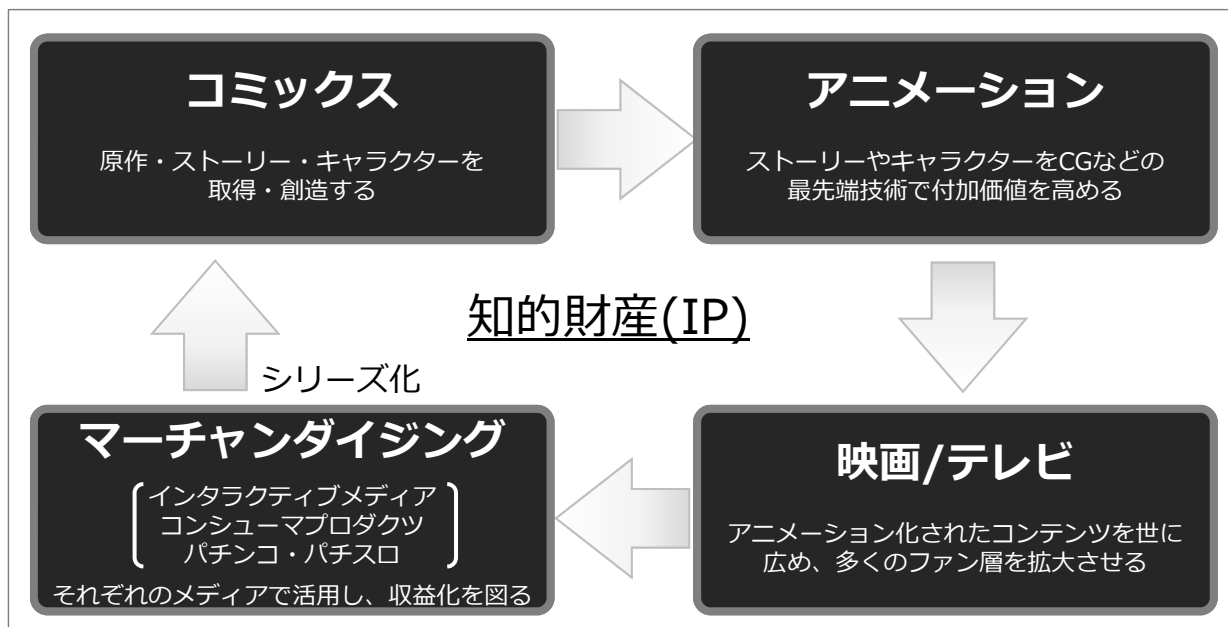 コミックス
原作・ストーリー・キャラクターを
取得・創造する
アニメーション
ストーリーやキャラクターをCGなどの
最先端技術で付加価値を高める
知的財産(IP)
シリーズ化
マーチャンダイジング
インタラクティブメディア
コンシューマプロダクツ
パチンコ・パチスロ
それぞれのメディアで活用し、収益化を図る
映画/テレビ
アニメーション化されたコンテンツを世に
広め、多くのファン層を拡大させる